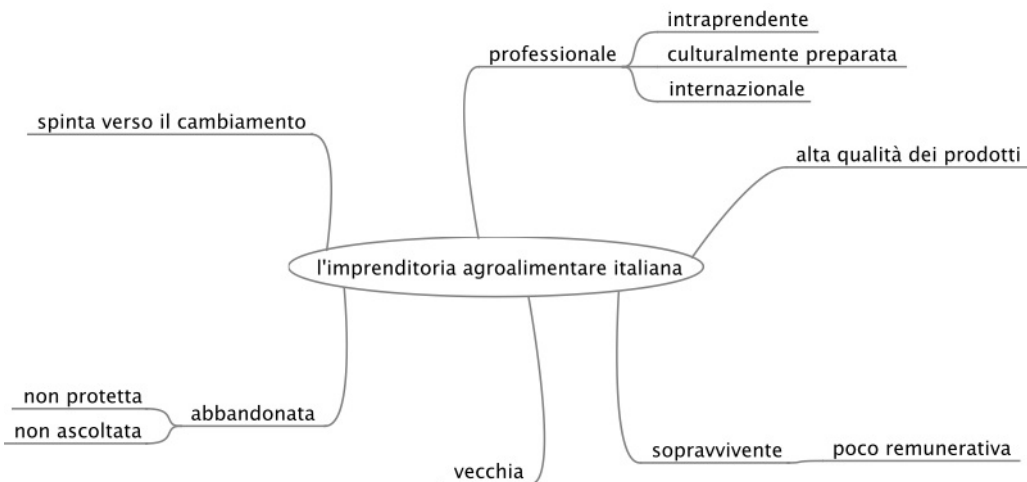 intraprendente
professionale
culturalmente preparata
internazionale
spinta verso il cambiamento
alta qualità dei prodotti
l'imprenditoria agroalimentare italiana
non protetta
abbandonata
non ascoltata
sopravvivente
poco remunerativa
vecchia